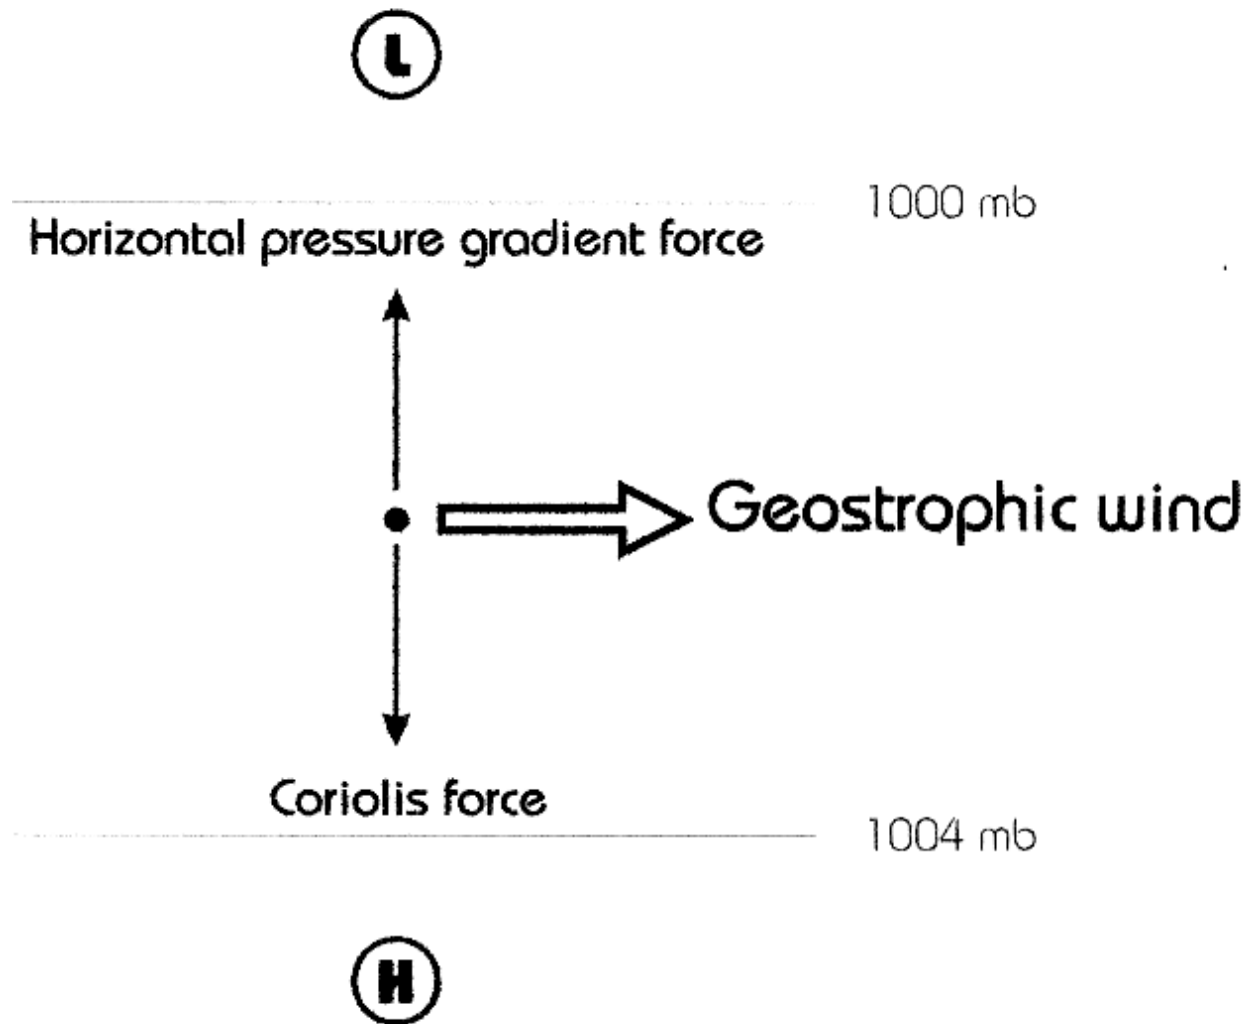 L
1000 mb
Horizontal pressure gradient force
Geostrophic wind
Coriolis force
1004 mb
H